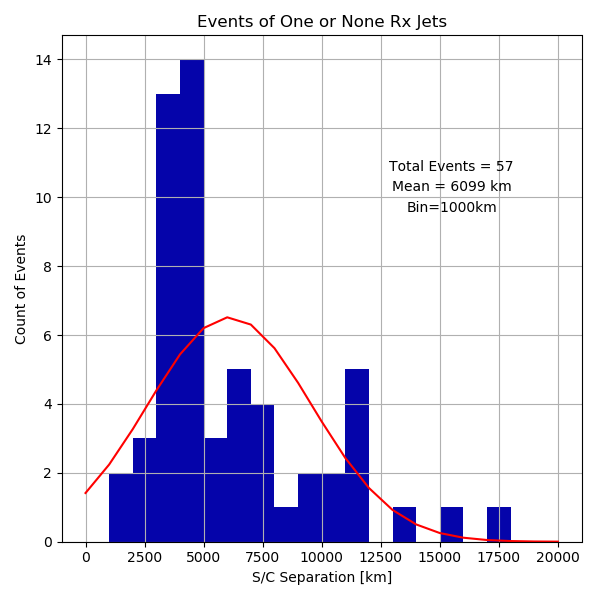 Events of One or None Rx Jets
Total Events = 57
Mean = 6099 km
Bin=1000km
Count of Events
14
12
10
8
6
4
2
0
0 2500 5000 7500 10000 12500 15000 17500 20000
S/C Separation [km]